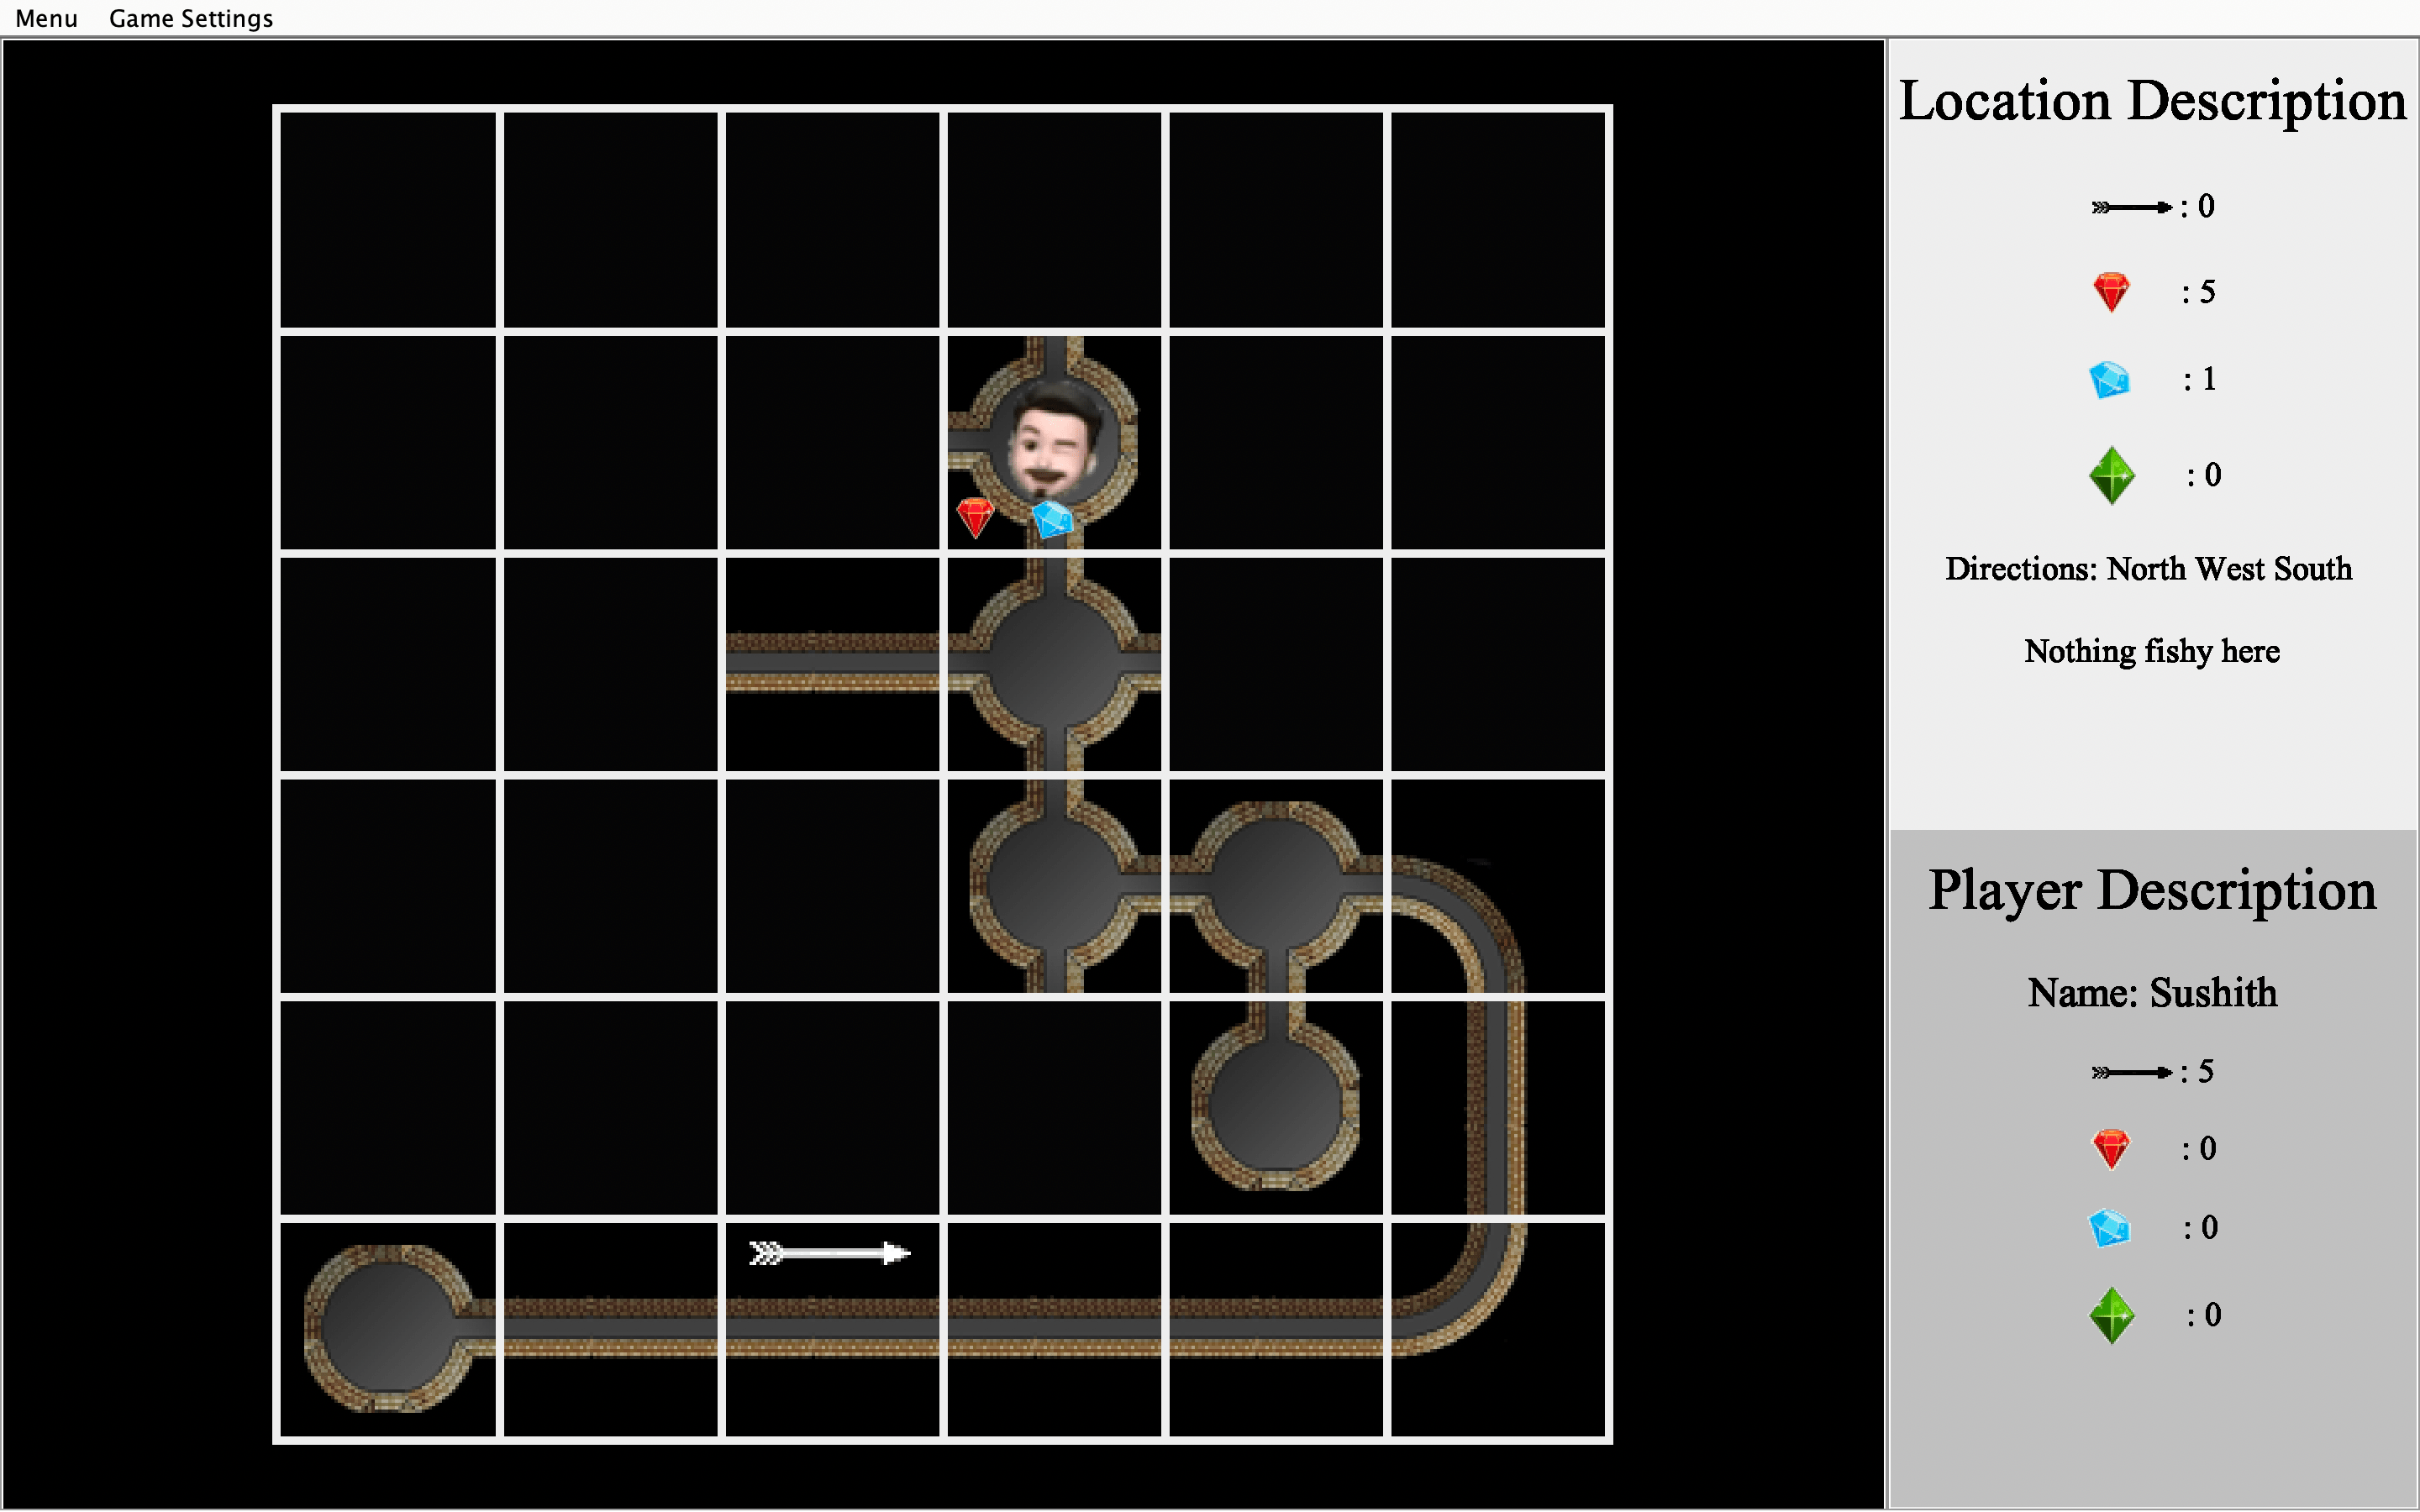 Menu Game Settings
Location Description
: 0
: 5
: 1
: 0
Directions: North West South
Nothing fishy here
Player Description
Name: Sushith
: 5
: 0
: 0
: 0